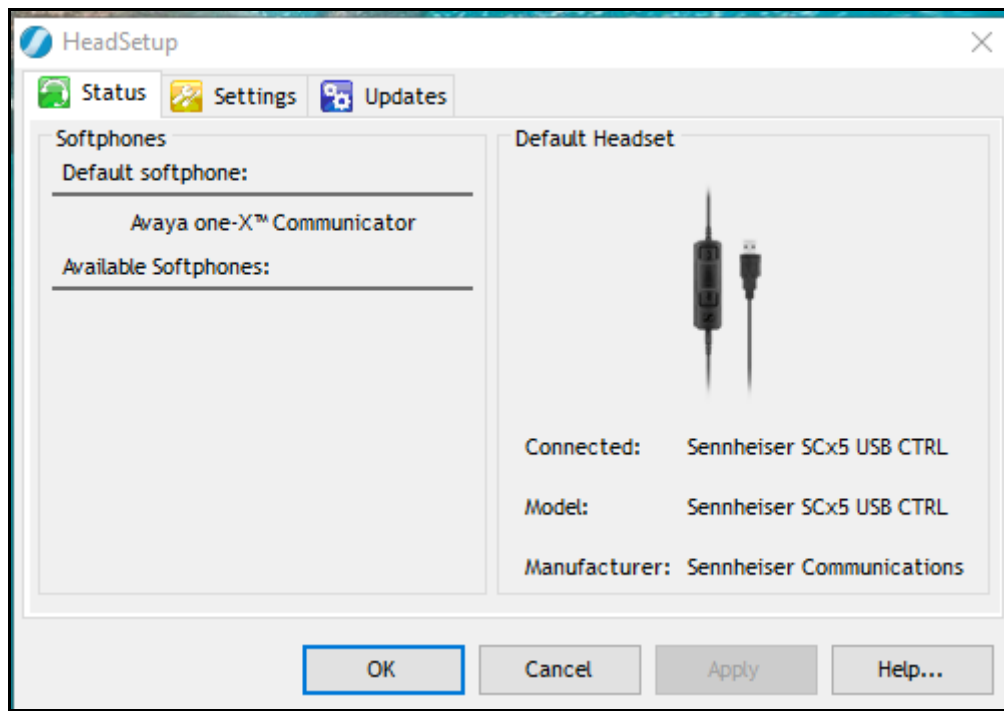 HeadSetup
Status Settings Updates
Softphones
Default softphone:
Avaya one-X™ Communicator
Available Softphones:
Default Headset
Connected: Sennheiser SCx5 USB CTRL
Model: Sennheiser SCx5 USB CTRL
Manufacturer: Sennheiser Communications
OK Cancel Apply Help...